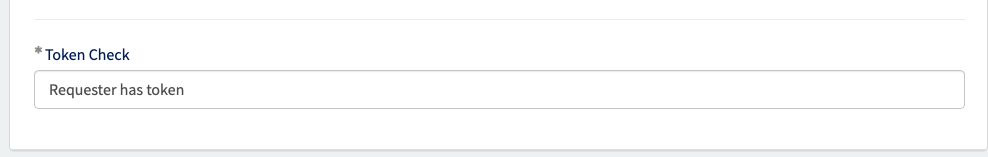 * Token Check
Requester has token